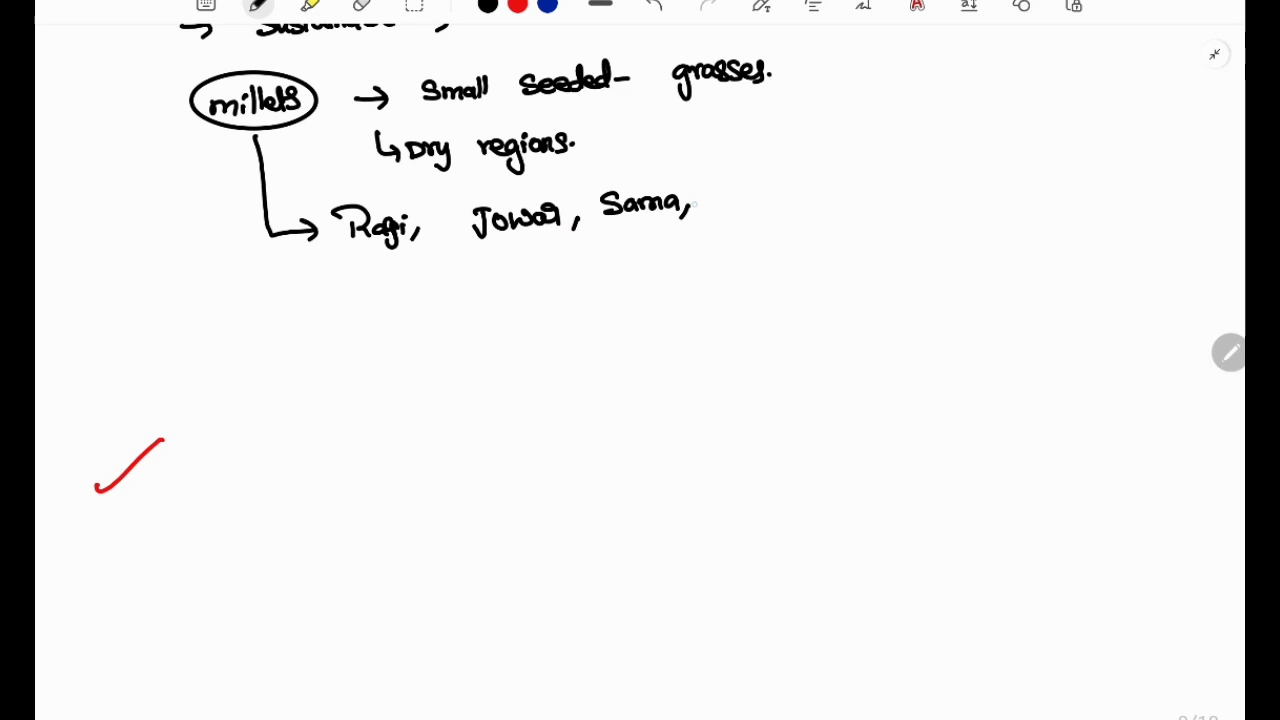 millets → Small Seeded- grasses.
↳ Dry regions.
→ Ragi, Jowar, Sama,